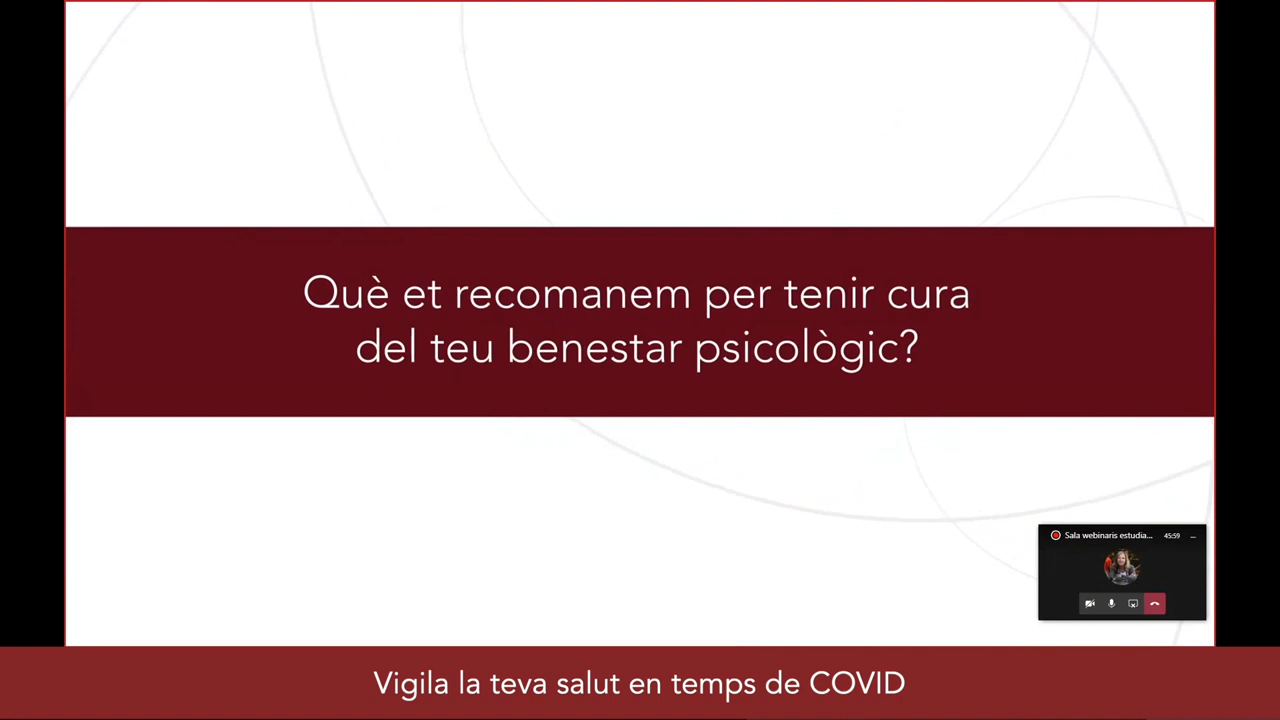 Què et recomanem per tenir cura
del teu benestar psicològic?
Sala webinaris estudia... 45:59
Vigila la teva salut en temps de COVID